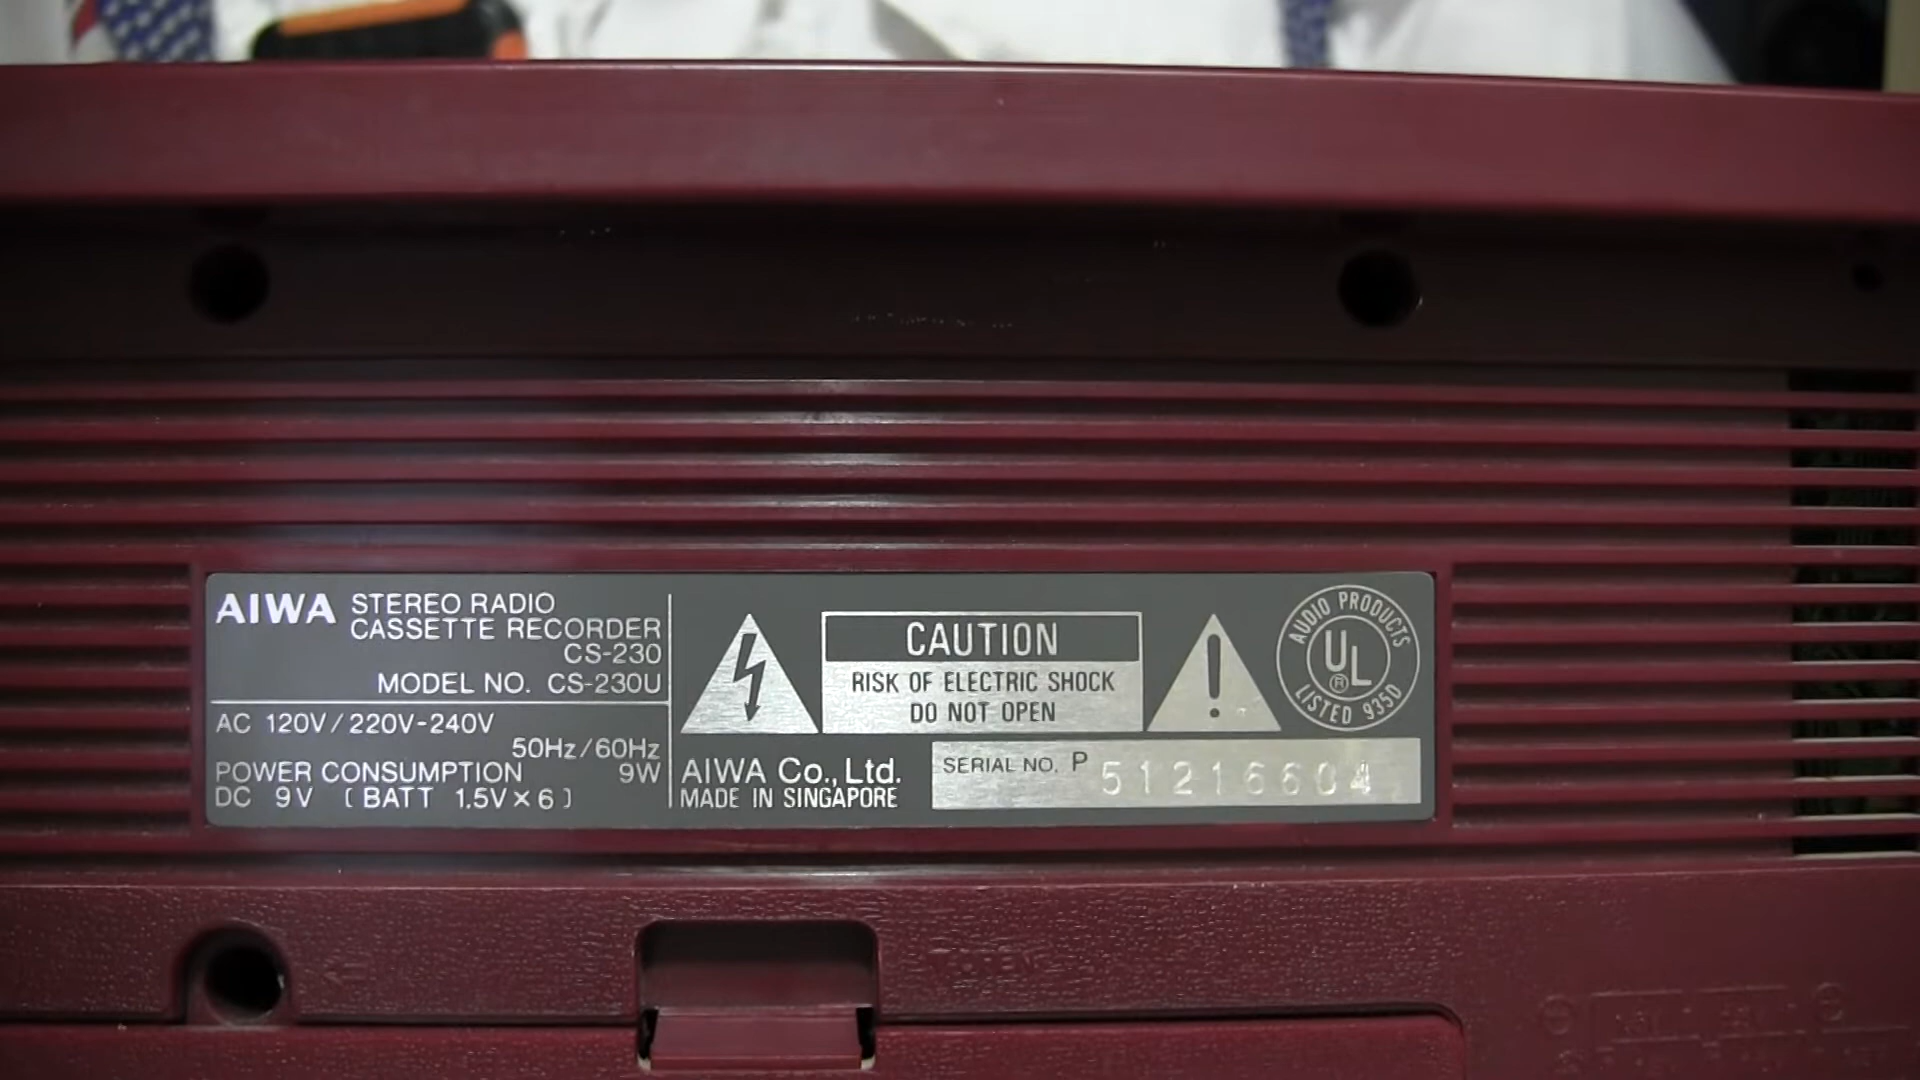 AIWA STEREO RADIO
CASSETTE RECORDER
CS-230
MODEL NO. CS-230U
AC 120V/220V-240V
50Hz/60Hz
POWER CONSUMPTION 9W
DC 9V [BATT 1.5V×6]
CAUTION
RISK OF ELECTRIC SHOCK
DO NOT OPEN
AIWA Co., Ltd.
MADE IN SINGAPORE
SERIAL NO. P 51216604
AUDIO PRODUCTS
UL
®
LISTED 935D
OPEN